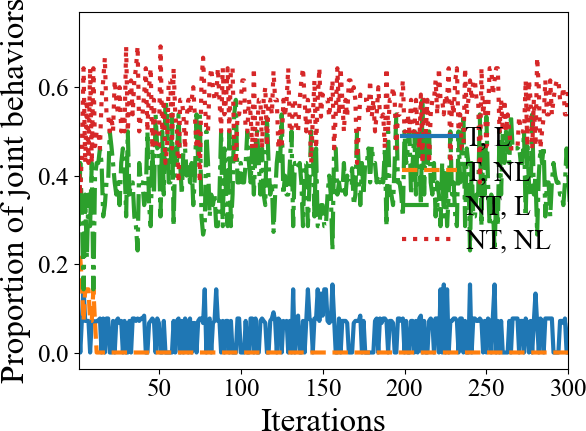 Proportion of joint behaviors
0.6
0.4
0.2
0.0
T, L
T, NL
NT, L
NT, NL
50
100
150
200
250
300
Iterations